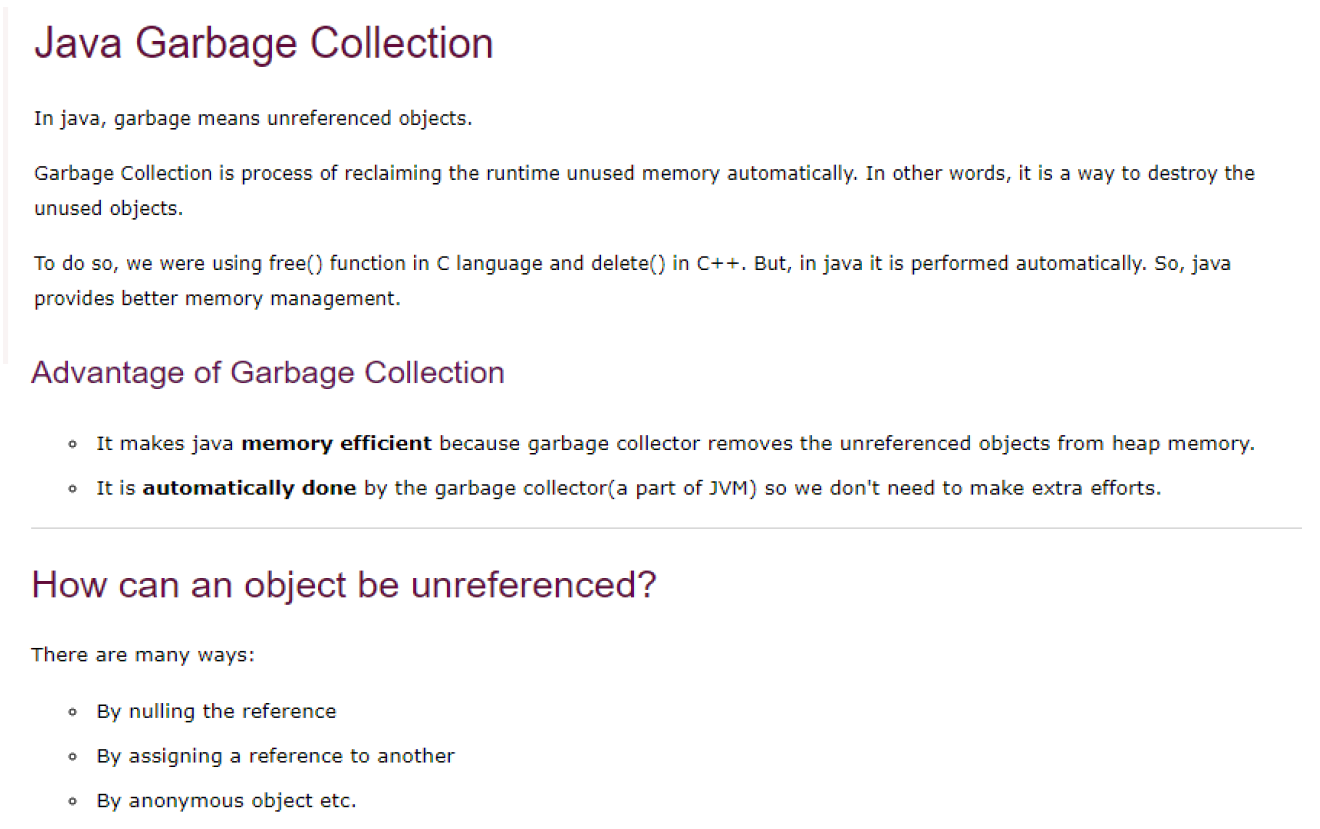 Java Garbage Collection
In java, garbage means unreferenced objects.
Garbage Collection is process of reclaiming the runtime unused memory automatically. In other words, it is a way to destroy the
unused objects.
To do so, we were using free() function in C language and delete() in C++. But, in java it is performed automatically. So, java
provides better memory management.
Advantage of Garbage Collection
It makes java memory efficient because garbage collector removes the unreferenced objects from heap memory.
It is automatically done by the garbage collector(a part of JVM) so we don't need to make extra efforts.
How can an object be unreferenced?
There are many ways:
By nulling the reference
By assigning a reference to another
By anonymous object etc.